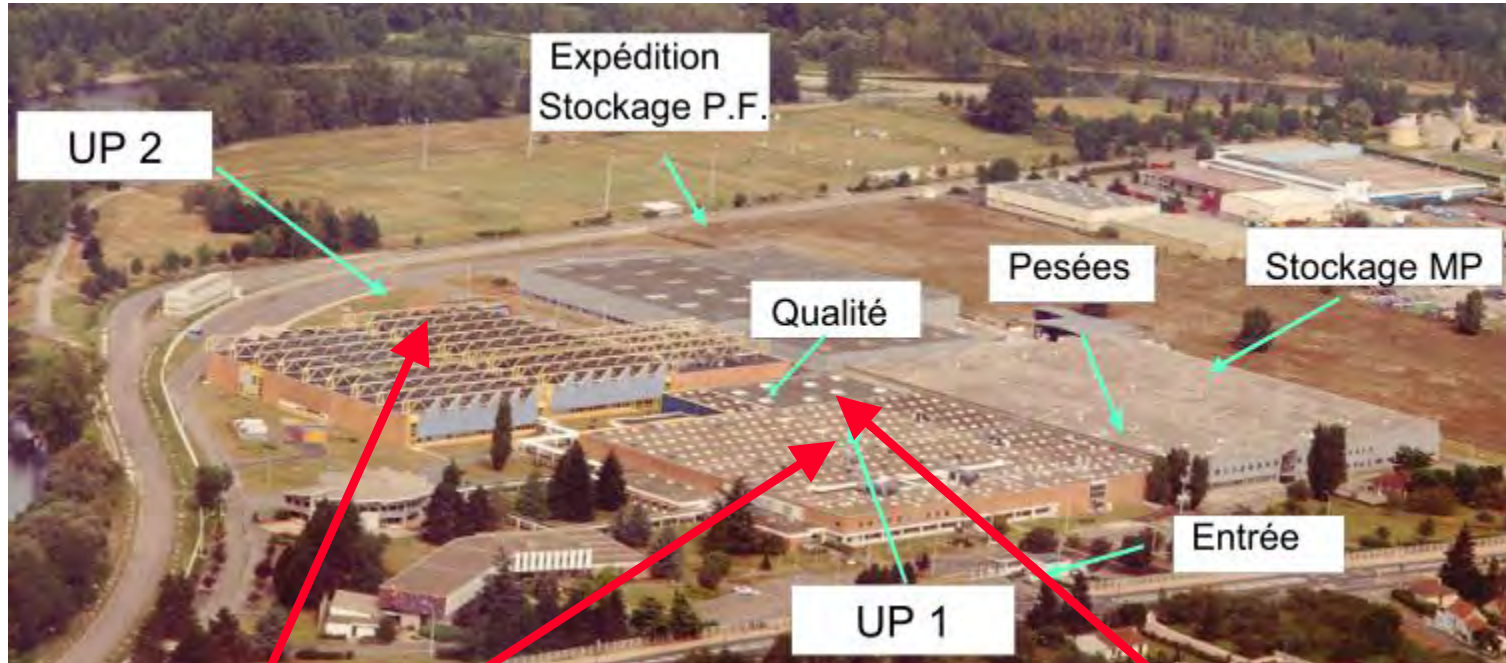 Expédition
Stockage P.F.
UP 2
Pesées
Stockage MP
Qualité
Entrée
UP 1